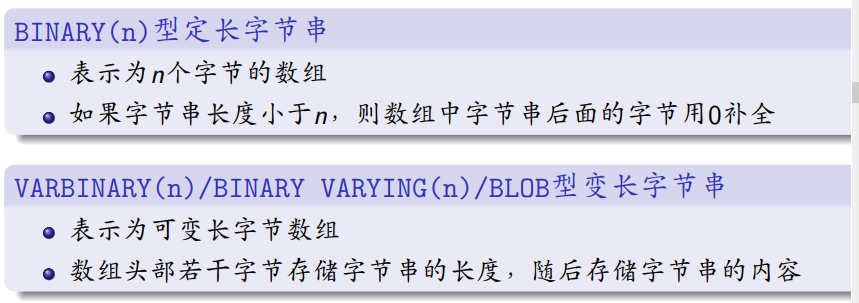 BINARY(n)型定长字节串
表示为n个字节的数组
如果字节串长度小于n，则数组中字节串后面的字节用0补全
VARBINARY(n)/BINARY VARYING(n)/BLOB型变长字节串
表示为可变长字节数组
数组头部若干字节存储字节串的长度，随后存储字节串的内容